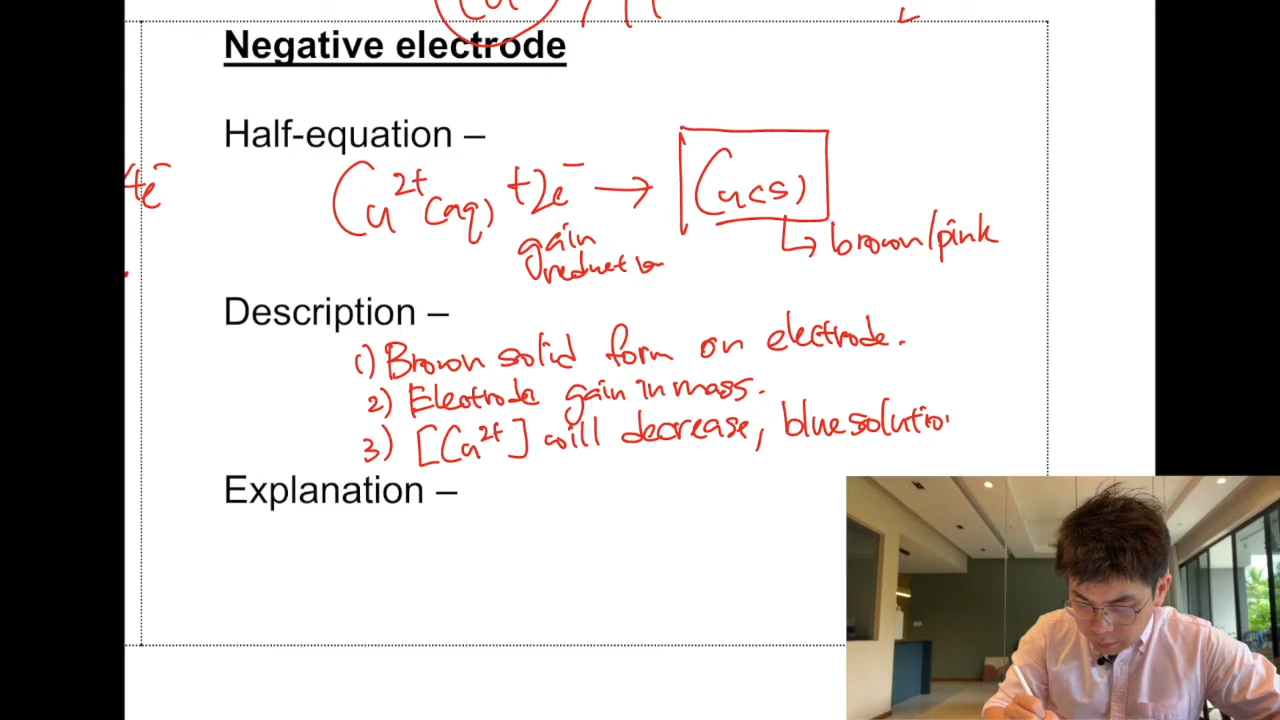 Negative electrode
Half-equation –
4e⁻
Cu²⁺(aq) +2e⁻ → Cu(s)
gain
reduction
↳ brown/pink
Description –
1) Brown solid form on electrode.
2) Electrode gain in mass.
3) [Cu²⁺] will decrease, blue solution
Explanation –